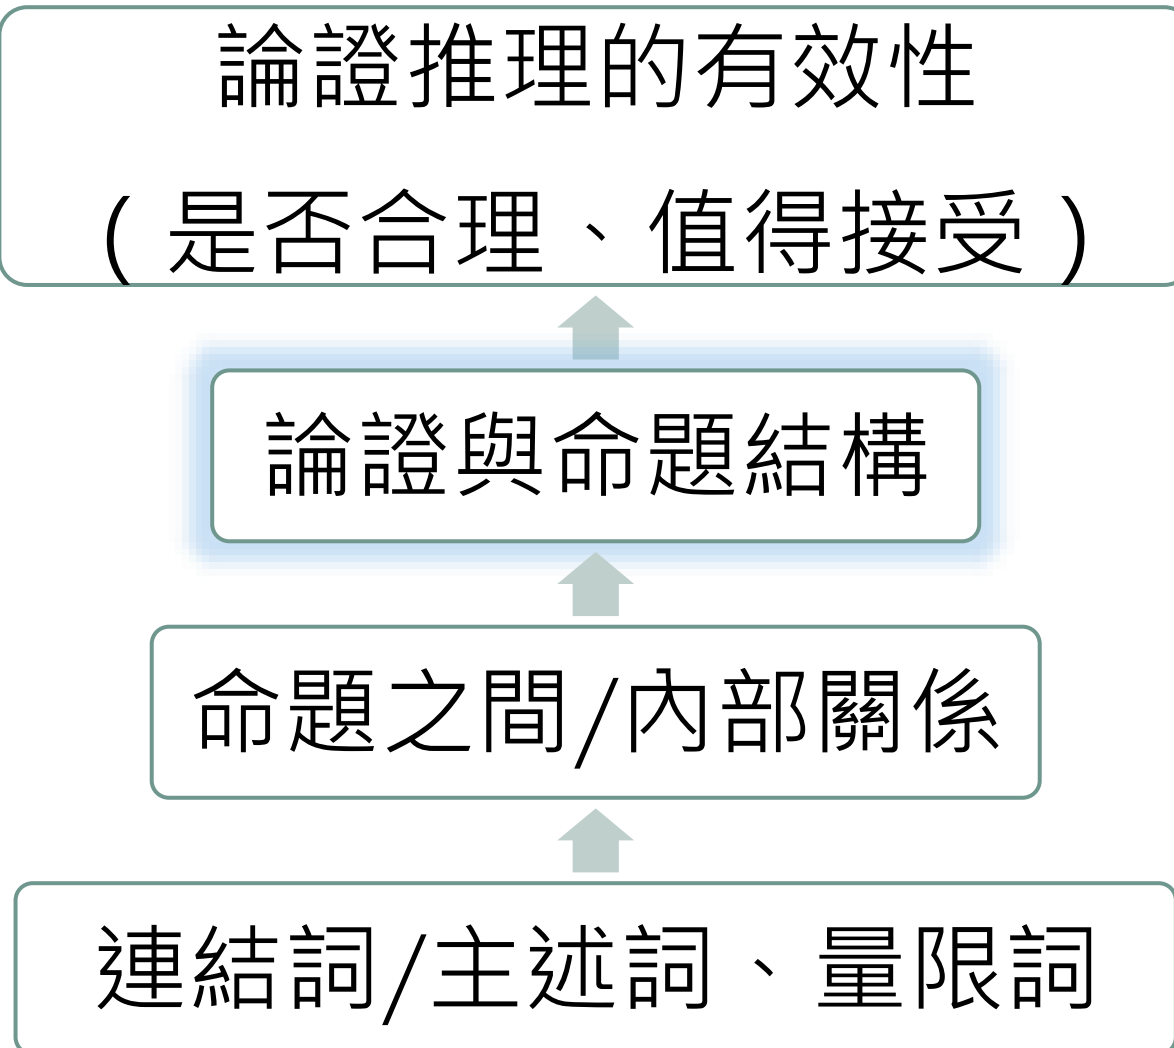 論證推理的有效性
（是否合理、值得接受）
論證與命題結構
命題之間/內部關係
連結詞/主述詞、量限詞